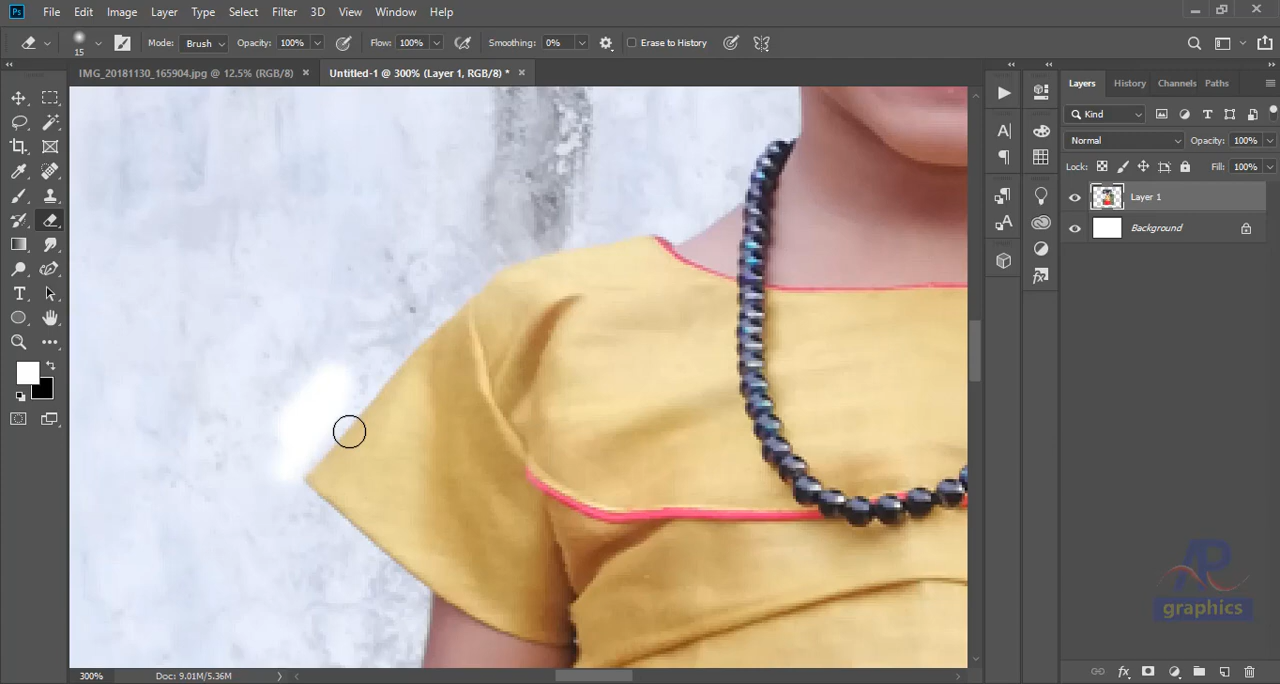 Ps File Edit Image Layer Type Select Filter 3D View Window Help
15 Mode: Brush Opacity: 100% Flow: 100% Smoothing: 0% Erase to History
IMG_20181130_165904.jpg @ 12.5% (RGB/8) × Untitled-1 @ 300% (Layer 1, RGB/8) * ×
Layers History Channels Paths
Kind
Normal Opacity: 100%
Lock: Fill: 100%
Layer 1
Background
AP
graphics
300% Doc: 9.01M/5.36M